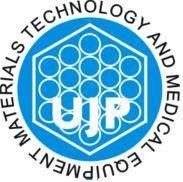 MATERIALS TECHNOLOGY AND MEDICAL EQUIPMENT
UJP